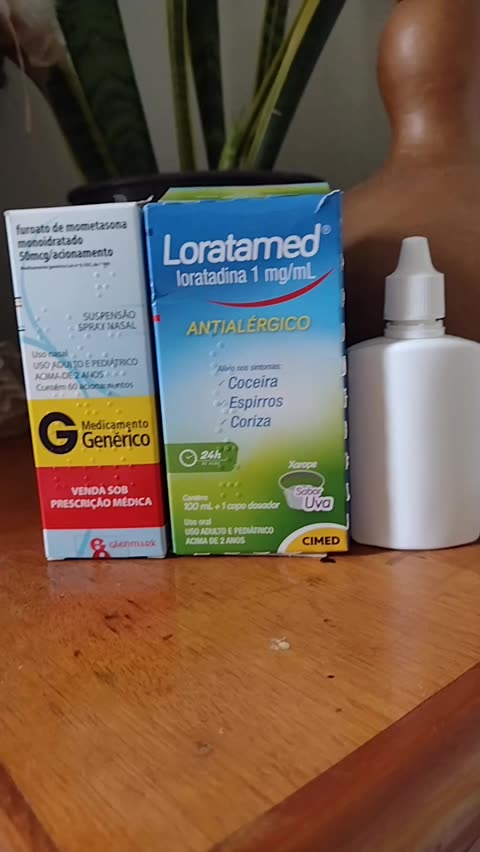 furoato de mometasona
monoidratado
50mcg/acionamento
SUSPENSÃO
SPRAY NASAL
Uso nasal
USO ADULTO E PEDIÁTRICO
ACIMA DE 2 ANOS
Contém 60 acionamentos
G Medicamento
Genérico
VENDA SOB
PRESCRIÇÃO MÉDICA
glenmark
Loratamed®
loratadina 1 mg/mL
ANTIALÉRGICO
Alívio nos sintomas:
✓ Coceira
✓ Espirros
✓ Coriza
24h
Xarope
Sabor
Uva
Contém
100 mL + 1 copo dosador
Uso oral
USO ADULTO E PEDIÁTRICO
ACIMA DE 2 ANOS
CIMED